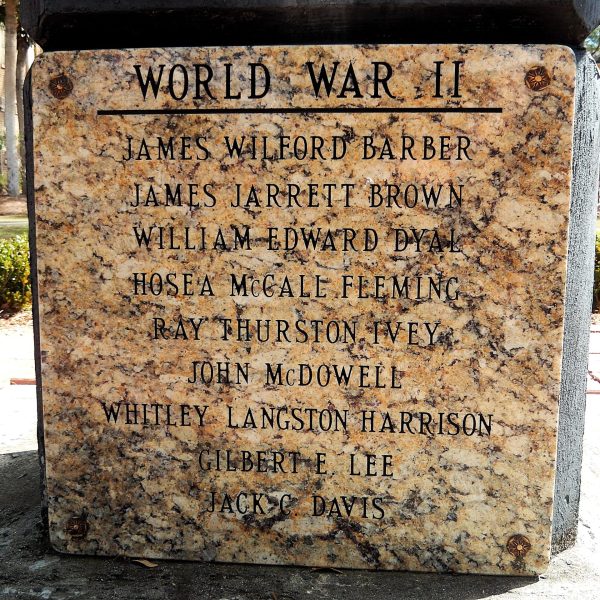 WORLD WAR II
JAMES WILFORD BARBER
JAMES JARRETT BROWN
WILLIAM EDWARD DYAL
HOSEA McCALL FLEMING
RAY THURSTON IVEY
JOHN McDOWELL
WHITLEY LANGSTON HARRISON
GILBERT E. LEE
JACK C. DAVIS